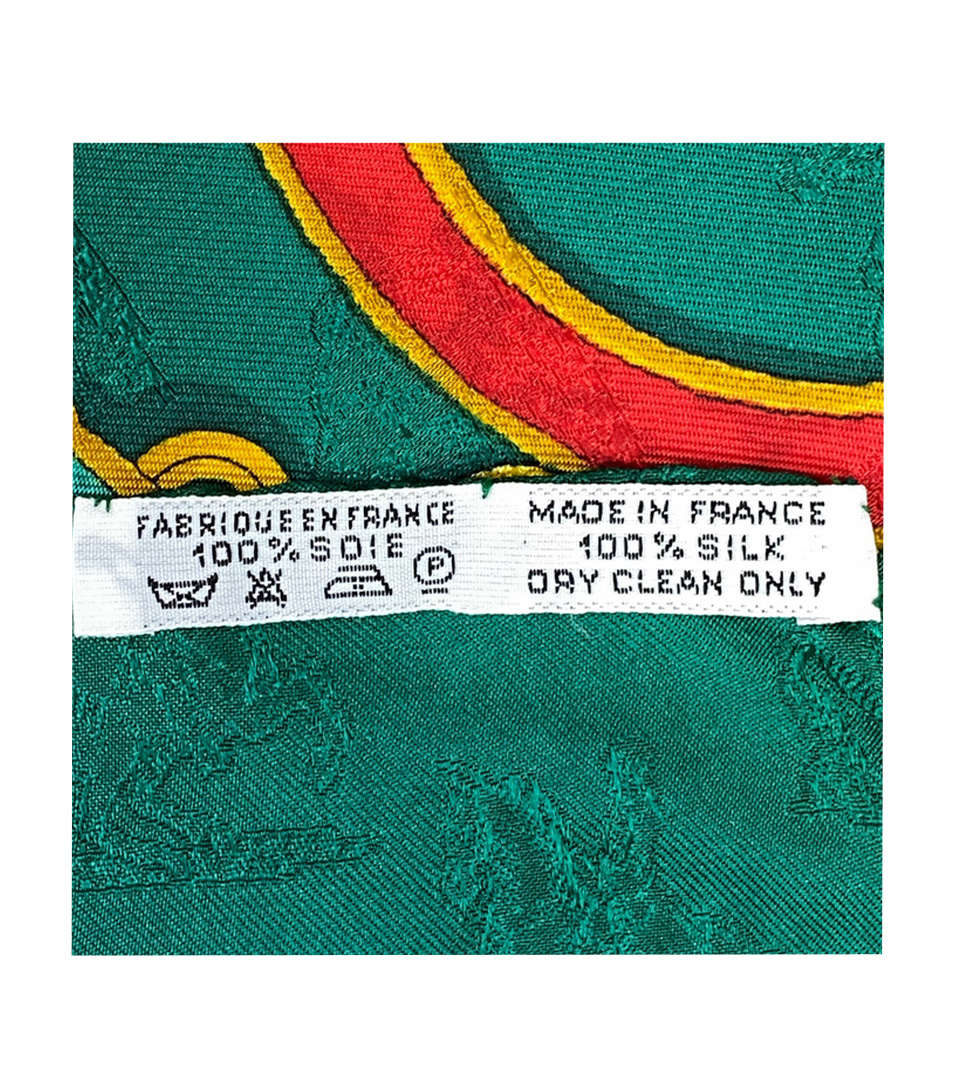 FABRIQUE EN FRANCE
100% SOIE
P
MADE IN FRANCE
100% SILK
DRY CLEAN ONLY